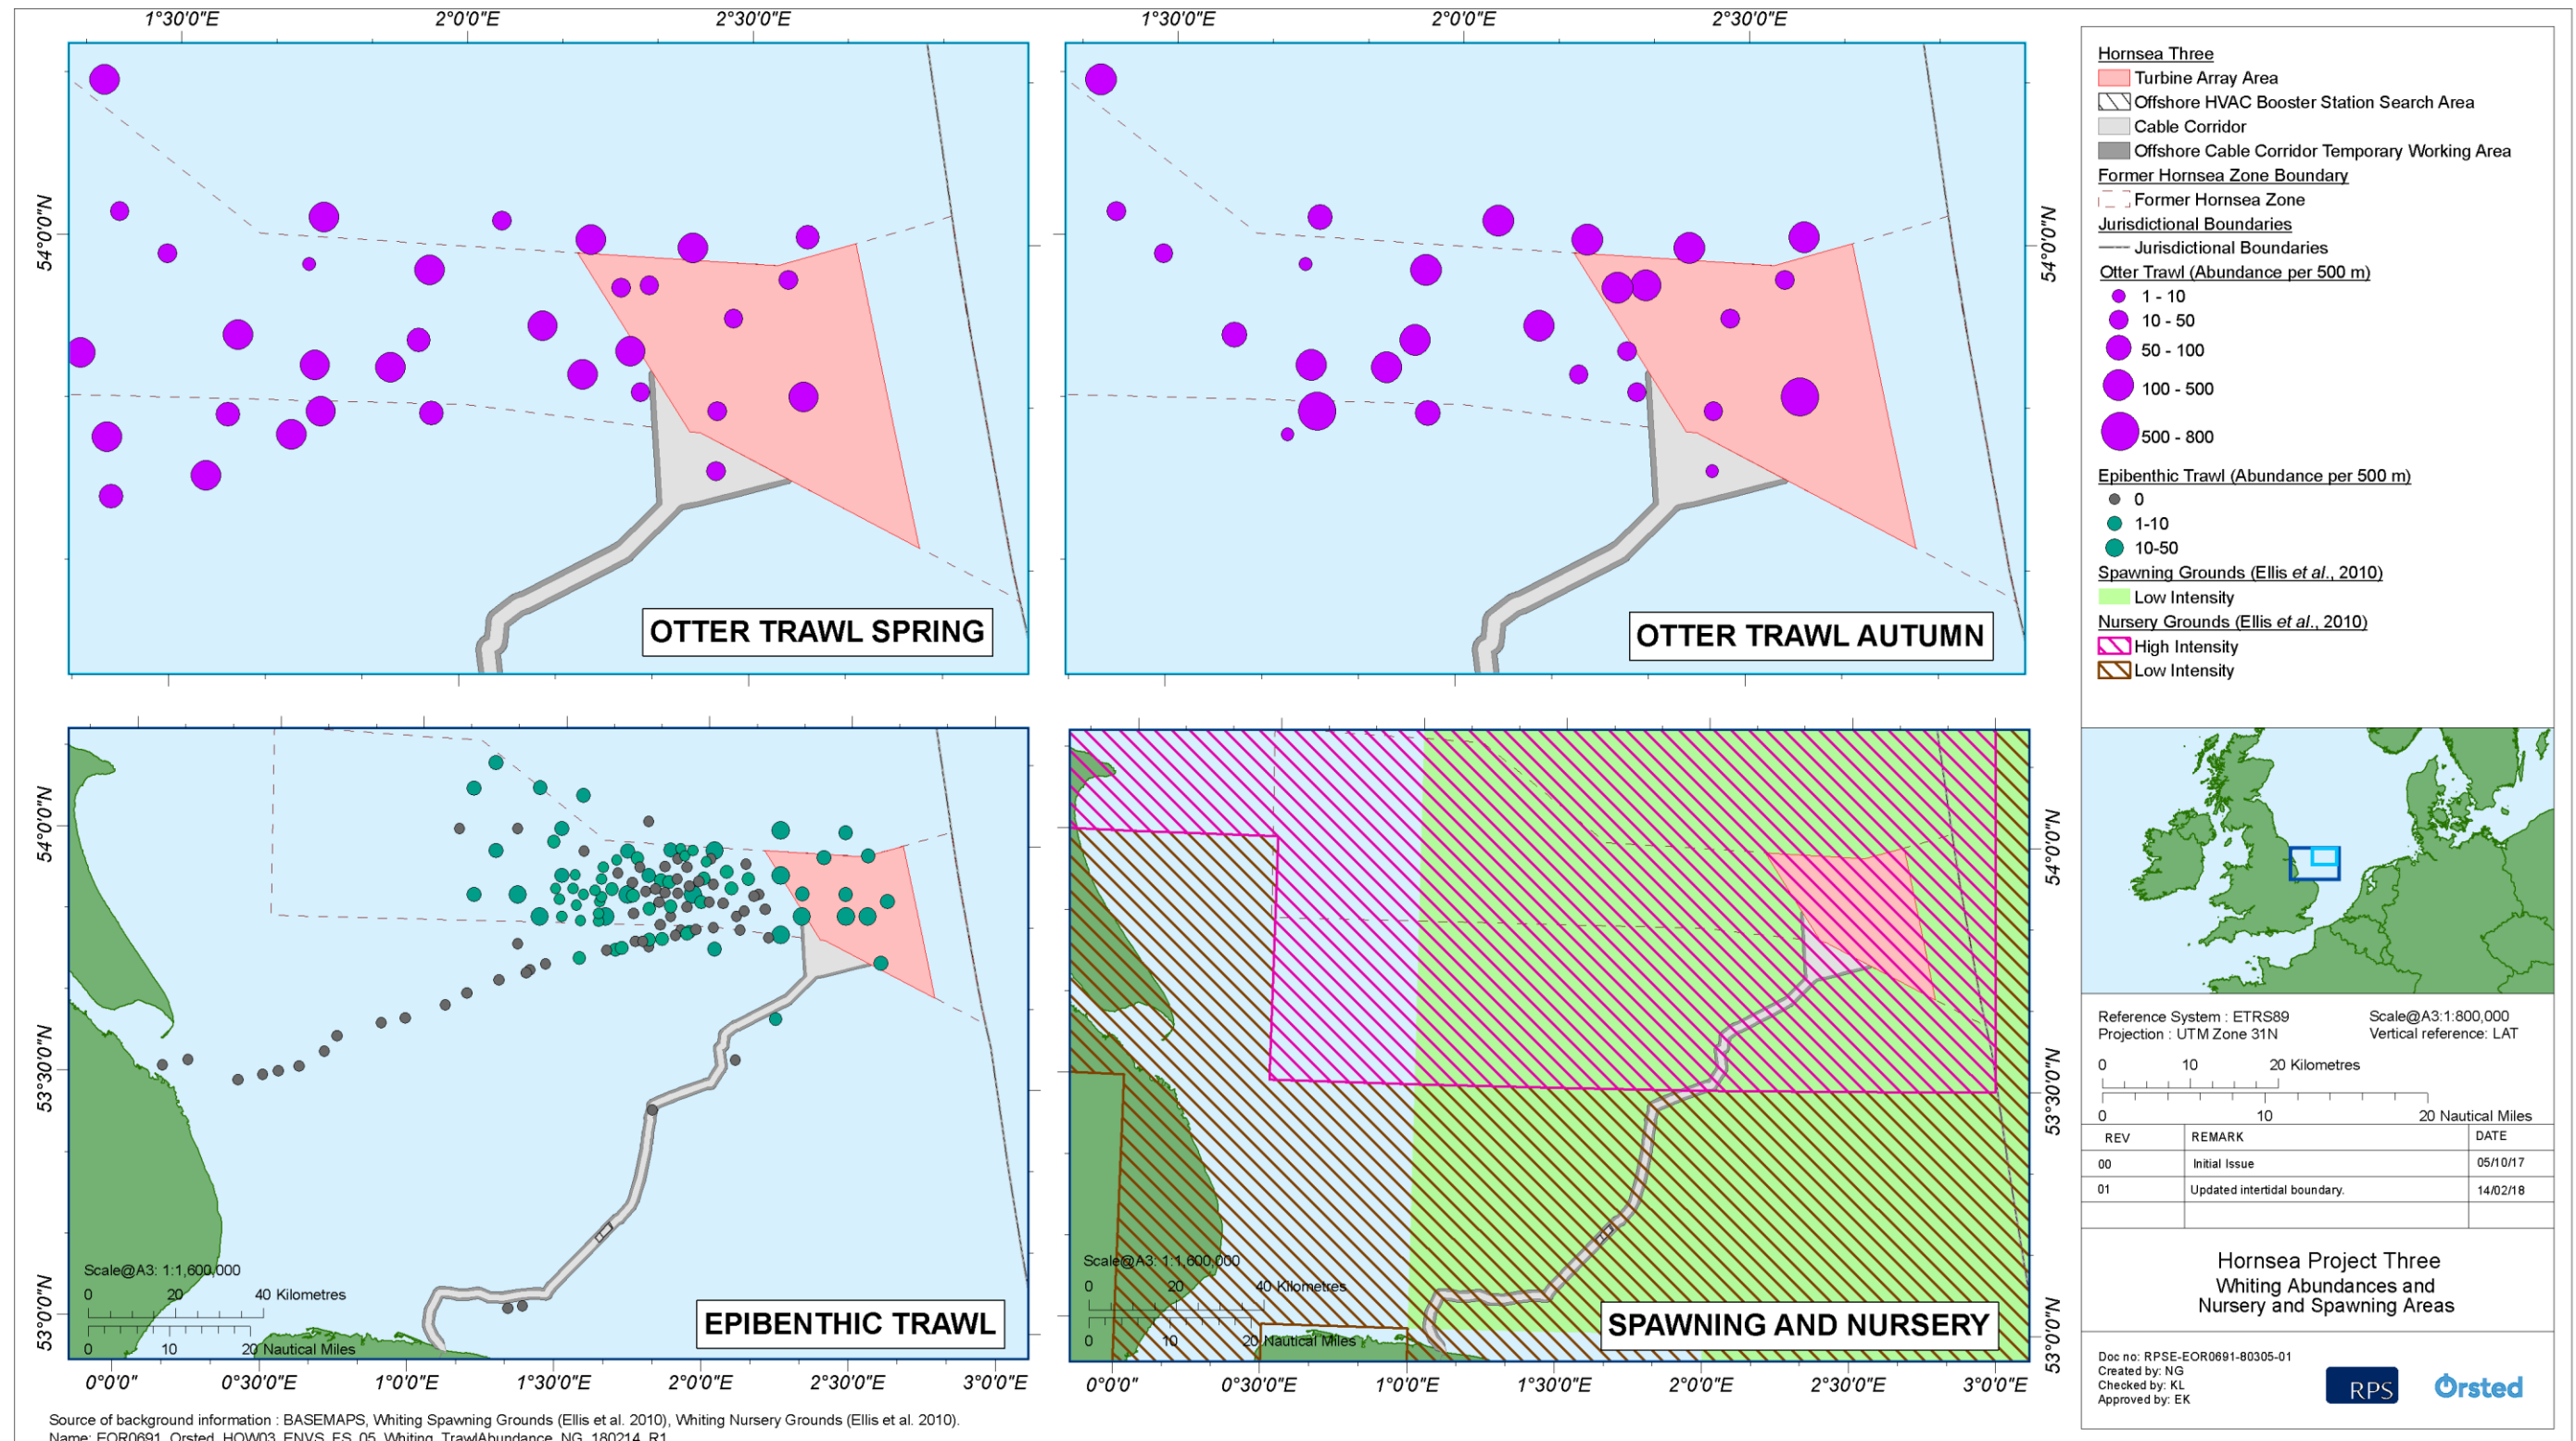 1°30'0"E 2°0'0"E 2°30'0"E
1°30'0"E 2°0'0"E 2°30'0"E
54°0'0"N
54°0'0"N
OTTER TRAWL SPRING
OTTER TRAWL AUTUMN
Hornsea Three
Turbine Array Area
Offshore HVAC Booster Station Search Area
Cable Corridor
Offshore Cable Corridor Temporary Working Area
Former Hornsea Zone Boundary
Former Hornsea Zone
Jurisdictional Boundaries
Jurisdictional Boundaries
Otter Trawl (Abundance per 500 m)
1 - 10
10 - 50
50 - 100
100 - 500
500 - 800
Epibenthic Trawl (Abundance per 500 m)
0
1-10
10-50
Spawning Grounds (Ellis et al., 2010)
Low Intensity
Nursery Grounds (Ellis et al., 2010)
High Intensity
Low Intensity
54°0'0"N
53°30'0"N
53°0'0"N
Scale@A3: 1:1,600,000
0 20 40 Kilometres
0 10 20 Nautical Miles
EPIBENTHIC TRAWL
0°0'0" 0°30'0"E 1°0'0"E 1°30'0"E 2°0'0"E 2°30'0"E 3°0'0"E
Scale@A3: 1:1,600,000
0 20 40 Kilometres
0 10 20 Nautical Miles
SPAWNING AND NURSERY
54°0'0"N
53°30'0"N
53°0'0"N
0°0'0" 0°30'0"E 1°0'0"E 1°30'0"E 2°0'0"E 2°30'0"E 3°0'0"E
Reference System : ETRS89 Scale@A3:1:800,000
Projection : UTM Zone 31N Vertical reference: LAT
0 10 20 Kilometres
0 10 20 Nautical Miles
REV REMARK DATE
00 Initial Issue 05/10/17
01 Updated intertidal boundary. 14/02/18
Hornsea Project Three
Whiting Abundances and
Nursery and Spawning Areas
Doc no: RPSE-EOR0691-80305-01
Created by: NG
Checked by: KL
Approved by: EK
RPS
Ørsted
Source of background information : BASEMAPS, Whiting Spawning Grounds (Ellis et al. 2010), Whiting Nursery Grounds (Ellis et al. 2010).
Name: EOR0691_Orsted_HOW03_ENVS_ES_05_Whiting_TrawlAbundance_NG_180214_R1